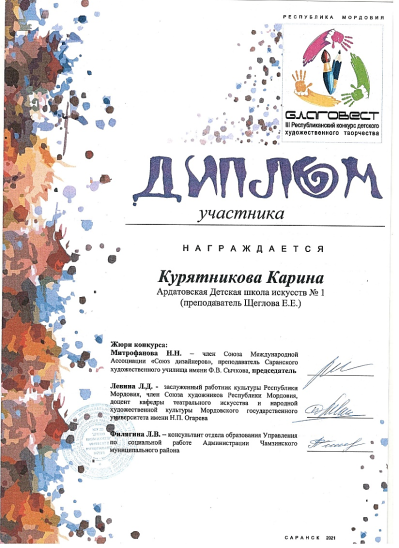 РЕСПУБЛИКА МОРДОВИЯ
БЛАГОВЕСТ
III Республиканский конкурс детского
художественного творчества
ДИПЛОМ
участника
НАГРАЖДАЕТСЯ
Курятникова Карина
Ардатовская Детская школа искусств № 1
(преподаватель Щеглова Е.Е.)
Жюри конкурса:
Митрофанова Н.Н. – член Союза Международной
Ассоциации «Союз дизайнеров», преподаватель Саранского
художественного училища имени Ф.В. Сычкова, председатель
Левина Л.Д. - заслуженный работник культуры Республики
Мордовия, член Союза художников Республики Мордовия,
доцент кафедры театрального искусства и народной
художественной культуры Мордовского государственного
университета имени Н.П. Огарева
Филягина Л.В. – консультант отдела образования Управления
по социальной работе Администрации Чамзинского
муниципального района
САРАНСК 2021